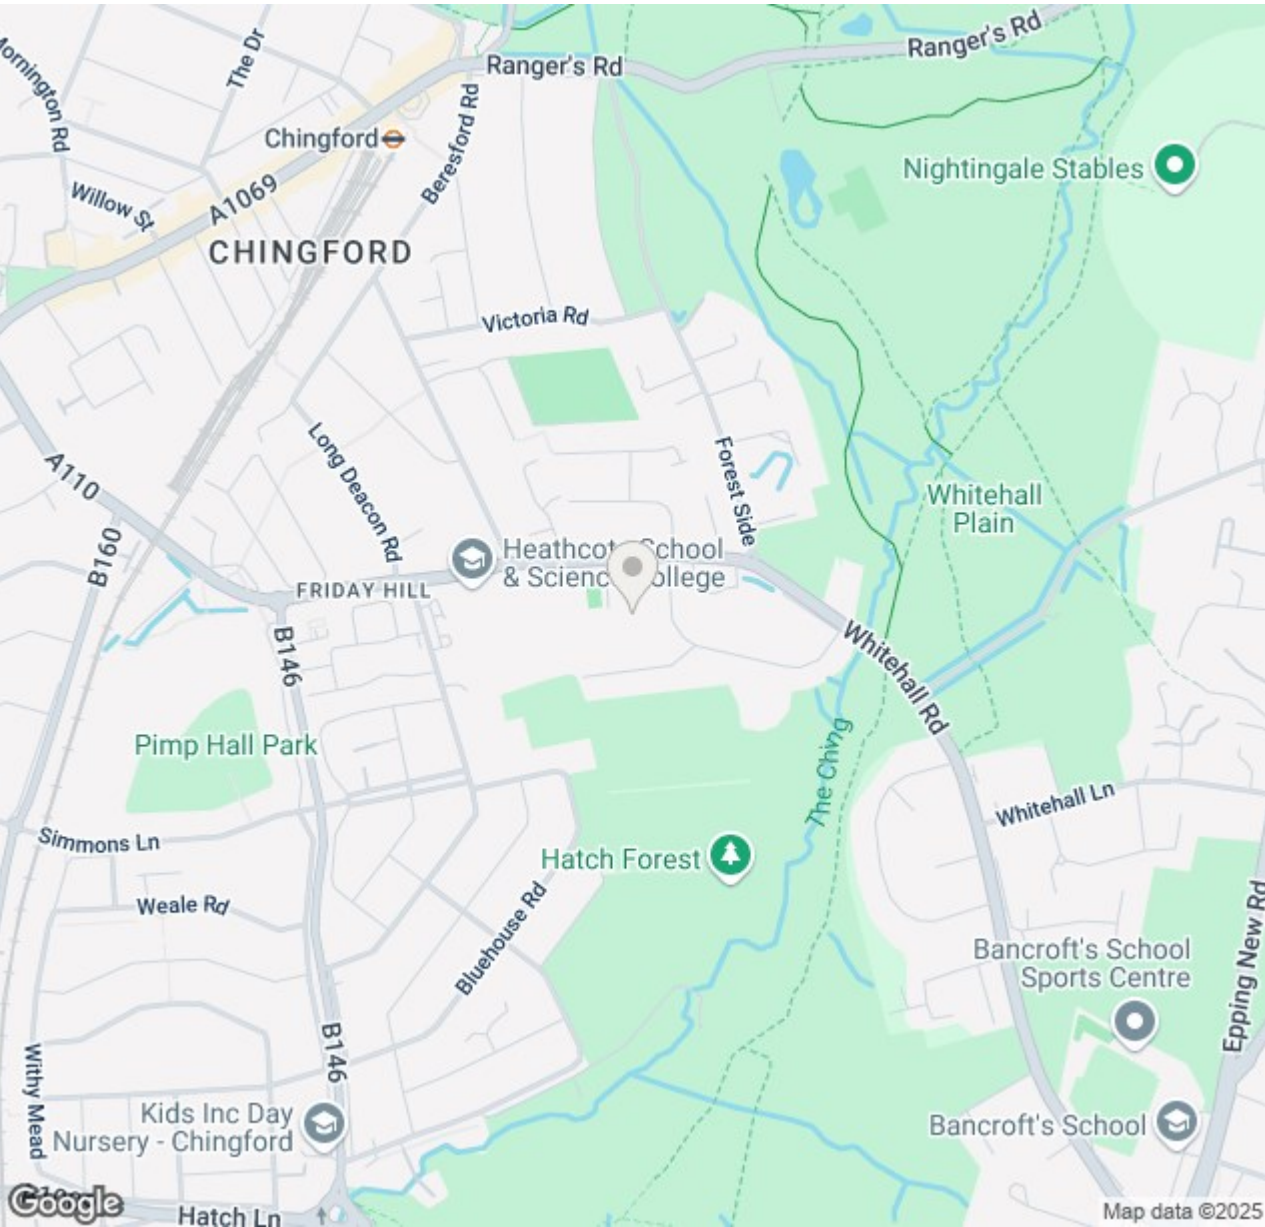 Ranger's Rd
Ranger's Rd
Mornington Rd
The Dr
Chingford
Beresford Rd
Nightingale Stables
Willow St
A1069
CHINGFORD
Victoria Rd
Long Deacon Rd
Forest Side
A110
Whitehall
Plain
B160
Heathcote School
& Science College
FRIDAY HILL
B146
Whitehall Rd
Pimp Hall Park
The Ching
Whitehall Ln
Simmons Ln
Hatch Forest
Weale Rd
Bluehouse Rd
Epping New Rd
Bancroft's School
Sports Centre
B146
Withy Mead
Kids Inc Day
Nursery - Chingford
Bancroft's School
Google
Hatch Ln
Map data ©2025